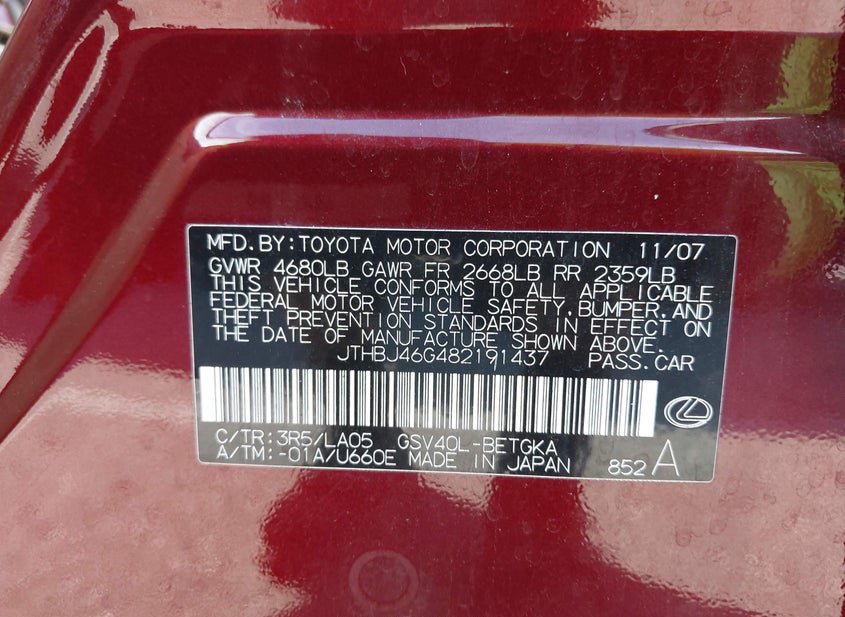 MFD.BY:TOYOTA MOTOR CORPORATION 11/07
GVWR 4680LB GAWR FR 2668LB RR 2359LB
THIS VEHICLE CONFORMS TO ALL APPLICABLE
FEDERAL MOTOR VEHICLE SAFETY,BUMPER,AND
THEFT PREVENTION STANDARDS IN EFFECT ON
THE DATE OF MANUFACTURE SHOWN ABOVE.
JTHBJ46G482191437 PASS.CAR
C/TR:3R5/LA05 GSV40L-BETGKA
A/TM:-01A/U660E MADE IN JAPAN 852A